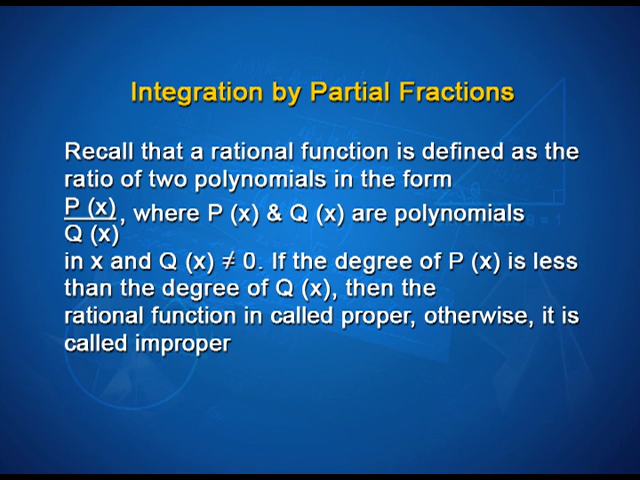 Integration by Partial Fractions
Recall that a rational function is defined as the
ratio of two polynomials in the form
P (x)
Q (x)
, where P (x) & Q (x) are polynomials
in x and Q (x) ≠ 0. If the degree of P (x) is less
than the degree of Q (x), then the
rational function in called proper, otherwise, it is
called improper